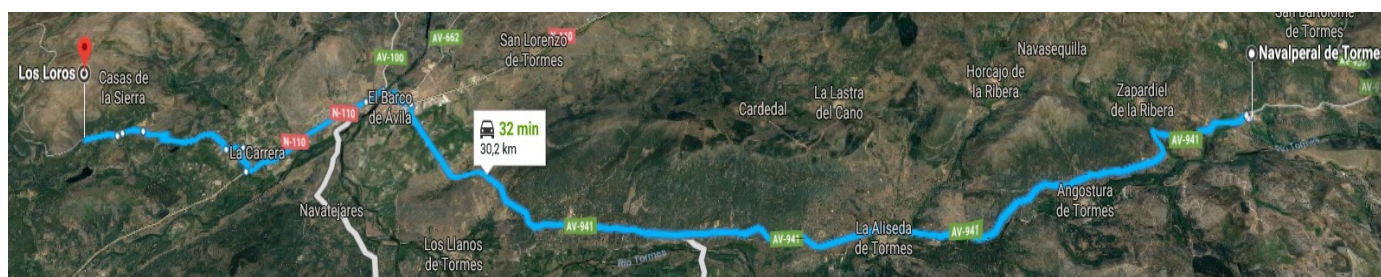 AV-662
N-110
San Bartolomé
de Tormes
AV-100
San Lorenzo
de Tormes
Navasequilla
Navalperal de Torme
Los Loros
Casas de
la Sierra
Horcajo de
la Ribera
Zapardiel
de la Ribera
El Barco
de Ávila
La Lastra
del Cano
Cardedal
N-110
32 min
30,2 km
La Carrera
N-110
AV-941
Río Tormes
Angostura
de Tormes
Navatejares
AV-941
AV-941
La Aliseda
de Tormes
AV-941
Los Llanos
de Tormes
Río Tormes